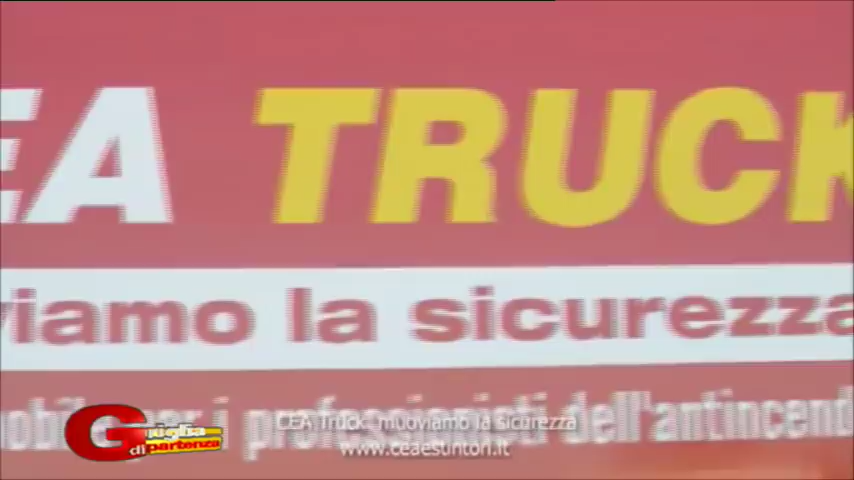 EA TRUCK
viamo la sicurezza
per i professionisti dell'antincend
CEA Truck: muoviamo la sicurezza
www.ceaestintori.it
Griglia
di partenza